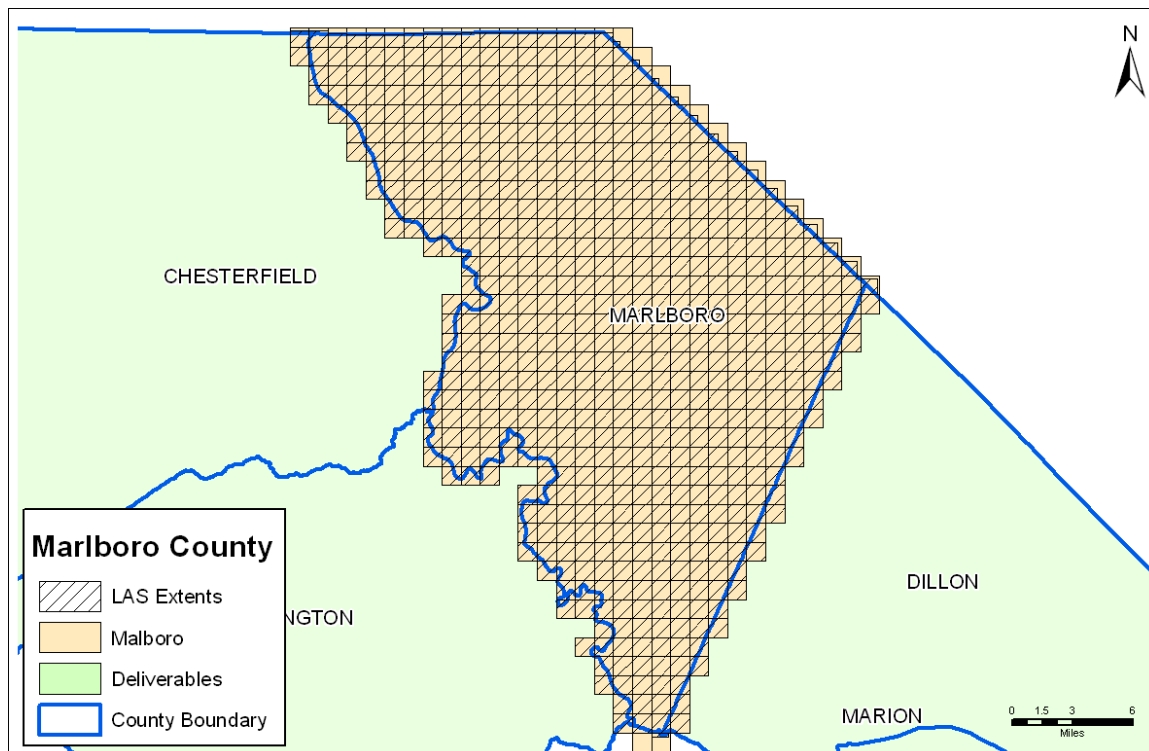 N
CHESTERFIELD
MARLBORO
Marlboro County
LAS Extents
Malboro
Deliverables
County Boundary
NGTON
DILLON
MARION
0 1.5 3 6
Miles